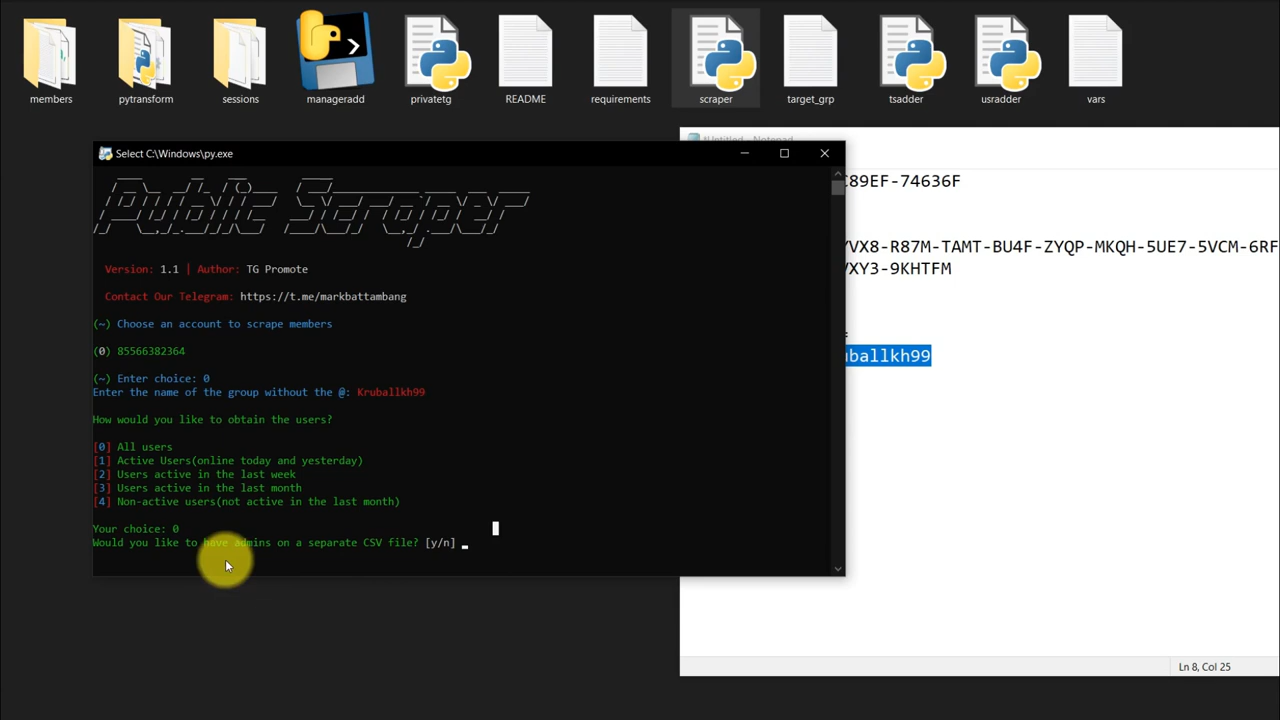 members
pytransform
sessions
manageradd
privatetg
README
requirements
scraper
target_grp
tsadder
usradder
vars
Select C:\Windows\py.exe
*Untitled - Notepad
Public Scraper
Version: 1.1 | Author: TG Promote
Contact Our Telegram: https://t.me/markbattambang
(~) Choose an account to scrape members
(0) 85566382364
(~) Enter choice: 0
Enter the name of the group without the @: Kruballkh99
How would you like to obtain the users?
[0] All users
[1] Active Users(online today and yesterday)
[2] Users active in the last week
[3] Users active in the last month
[4] Non-active users(not active in the last month)
Your choice: 0
Would you like to have admins on a separate CSV file? [y/n]
89EF-74636F
VX8-R87M-TAMT-BU4F-ZYQP-MKQH-5UE7-5VCM-6RF
XY3-9KHTFM
uballkh99
Ln 8, Col 25